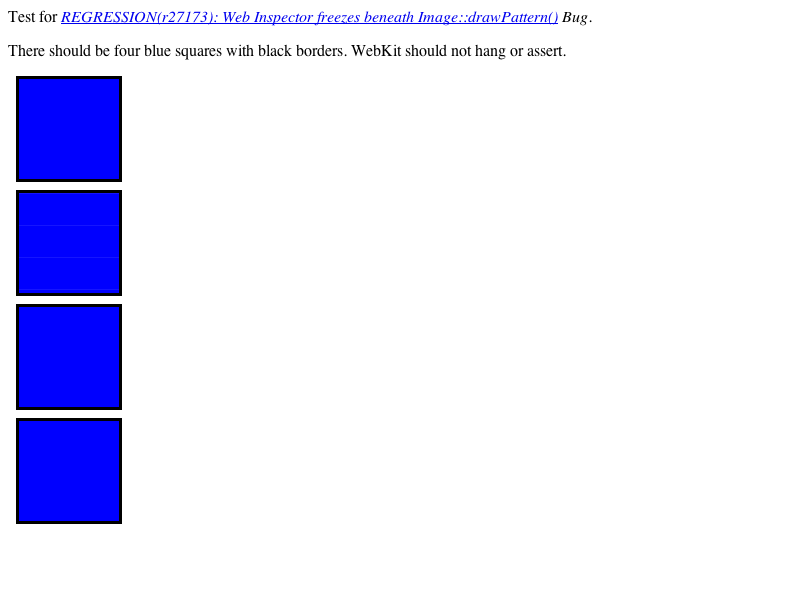 Test for REGRESSION(r27173): Web Inspector freezes beneath Image::drawPattern() Bug.
There should be four blue squares with black borders. WebKit should not hang or assert.